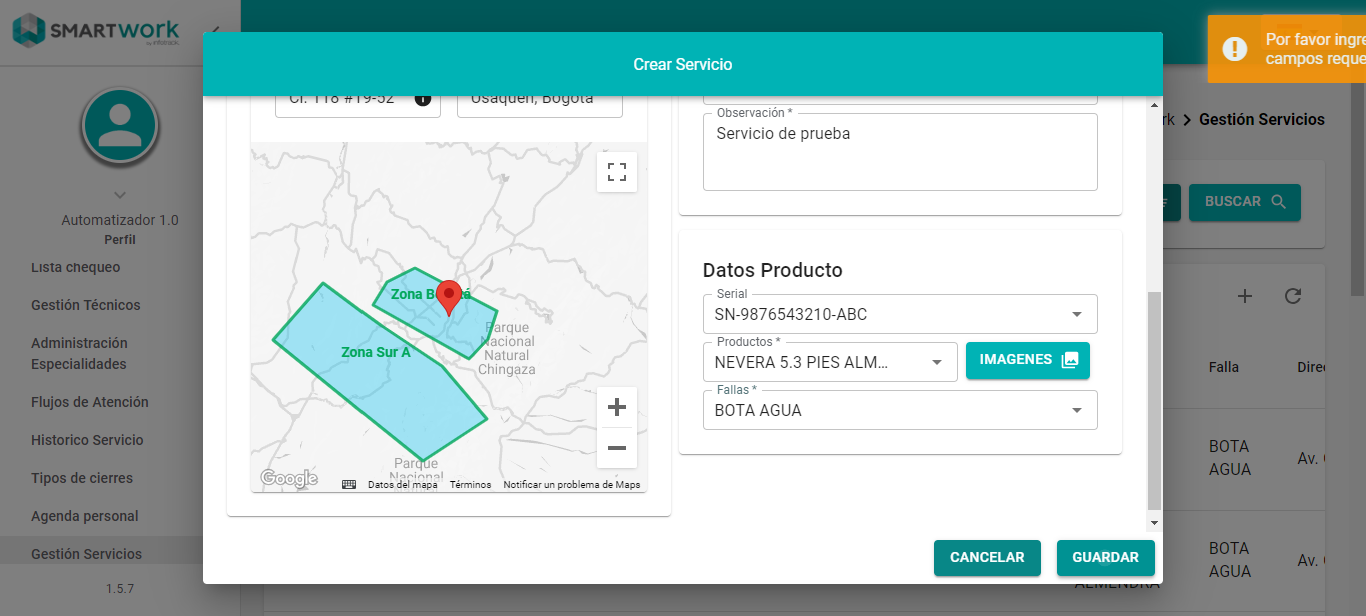 SMARTWORK
by infotrack
Automatizador 1.0
Perfil
Lista chequeo
Gestión Técnicos
Administración
Especialidades
Flujos de Atención
Historico Servicio
Tipos de cierres
Agenda personal
Gestión Servicios
1.5.7
Crear Servicio
Cl. 118 #19-52
Usaquén, Bogotá
Zona B
Zona Sur A
Parque
Nacional
Natural
Chingaza
Parque
Nacional
Google
Datos del mapa Términos Notificar un problema de Maps
Observación *
Servicio de prueba
Datos Producto
Serial
SN-9876543210-ABC
Productos *
NEVERA 5.3 PIES ALM...
IMAGENES
Fallas *
BOTA AGUA
CANCELAR GUARDAR
Por favor ingre
campos reque
rk > Gestión Servicios
BUSCAR
Falla Direc
BOTA
AGUA
Av.
BOTA
AGUA
Av.
ALMENDRA